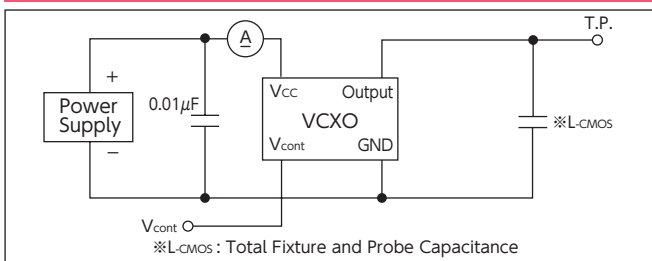 T.P.
A
+
Power
Supply
−
0.01μF
Vcc Output
VCXO
Vcont GND
※L-CMOS
Vcont
※L-CMOS : Total Fixture and Probe Capacitance